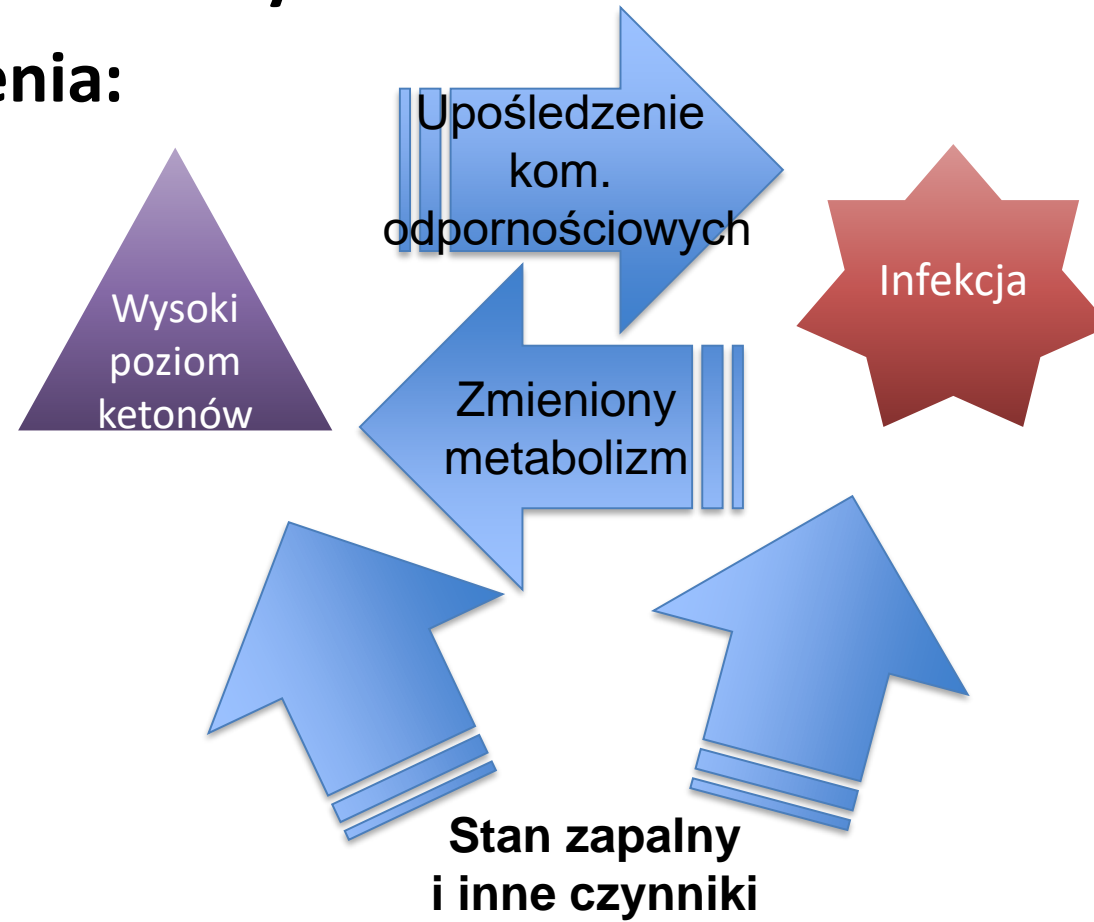 enia:
Upośledzenie
kom.
odpornościowych
Wysoki
poziom
ketonów
Infekcja
Zmieniony
metabolizm
Stan zapalny
i inne czynniki